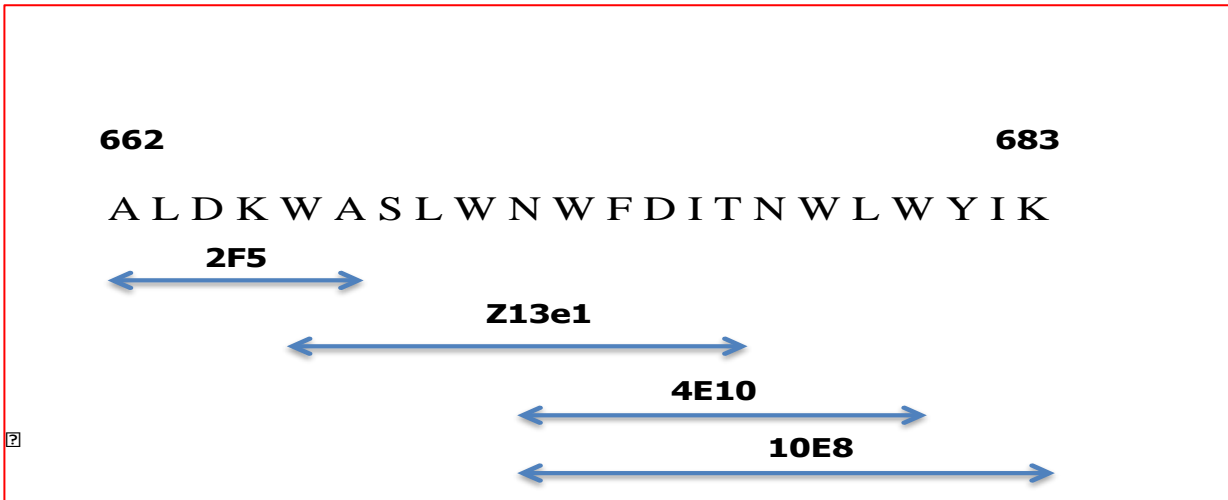 662 683
A L D K W A S L W N W F D I T N W L W Y I K
2F5
Z13e1
4E10
10E8
?